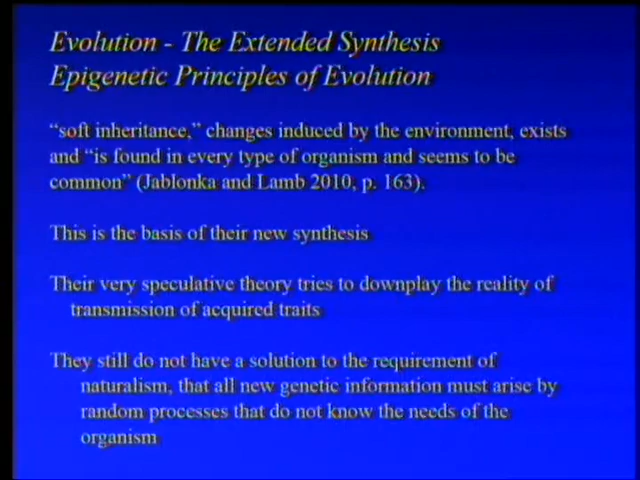 Evolution - The Extended Synthesis
Epigenetic Principles of Evolution
“soft inheritance,” changes induced by the environment, exists
and “is found in every type of organism and seems to be
common” (Jablonka and Lamb 2010, p. 163).
This is the basis of their new synthesis
Their very speculative theory tries to downplay the reality of
transmission of acquired traits
They still do not have a solution to the requirement of
naturalism, that all new genetic information must arise by
random processes that do not know the needs of the
organism